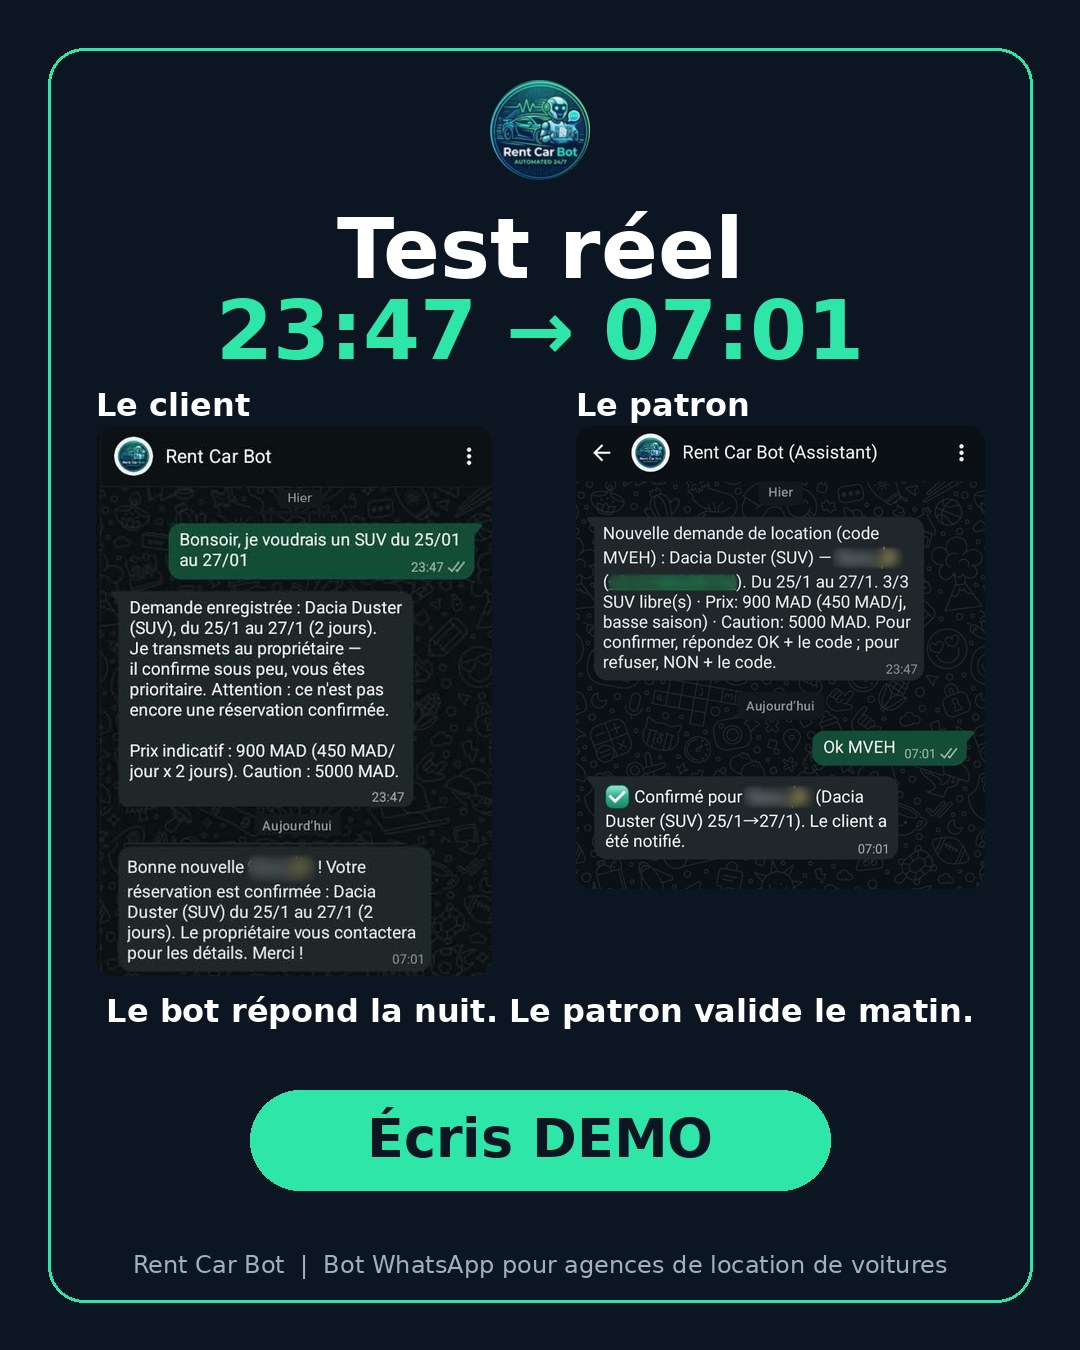 Rent Car Bot
AUTOMATED 24/7
Test réel
23:47 → 07:01
Le client
Rent Car Bot
Hier
Bonsoir, je voudrais un SUV du 25/01
au 27/01
23:47
Demande enregistrée : Dacia Duster
(SUV), du 25/1 au 27/1 (2 jours).
Je transmets au propriétaire —
il confirme sous peu, vous êtes
prioritaire. Attention : ce n'est pas
encore une réservation confirmée.
Prix indicatif : 900 MAD (450 MAD/
jour x 2 jours). Caution : 5000 MAD.
23:47
Aujourd'hui
Bonne nouvelle ! Votre
réservation est confirmée : Dacia
Duster (SUV) du 25/1 au 27/1 (2
jours). Le propriétaire vous contactera
pour les détails. Merci !
07:01
Le patron
Rent Car Bot (Assistant)
Hier
Nouvelle demande de location (code
MVEH) : Dacia Duster (SUV) —
( ). Du 25/1 au 27/1. 3/3
SUV libre(s) · Prix: 900 MAD (450 MAD/j,
basse saison) · Caution: 5000 MAD. Pour
confirmer, répondez OK + le code ; pour
refuser, NON + le code.
23:47
Aujourd'hui
Ok MVEH
07:01
✅ Confirmé pour (Dacia
Duster (SUV) 25/1→27/1). Le client a
été notifié.
07:01
Le bot répond la nuit. Le patron valide le matin.
Écris DEMO
Rent Car Bot | Bot WhatsApp pour agences de location de voitures